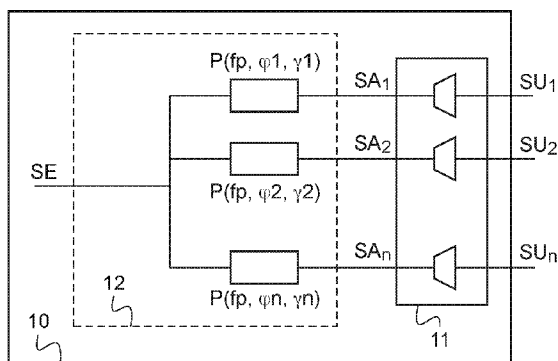 P(fp, φ1, γ1)
SA1
SU1
P(fp, φ2, γ2)
SA2
SU2
SE
P(fp, φn, γn)
SAn
SUn
12
10
11